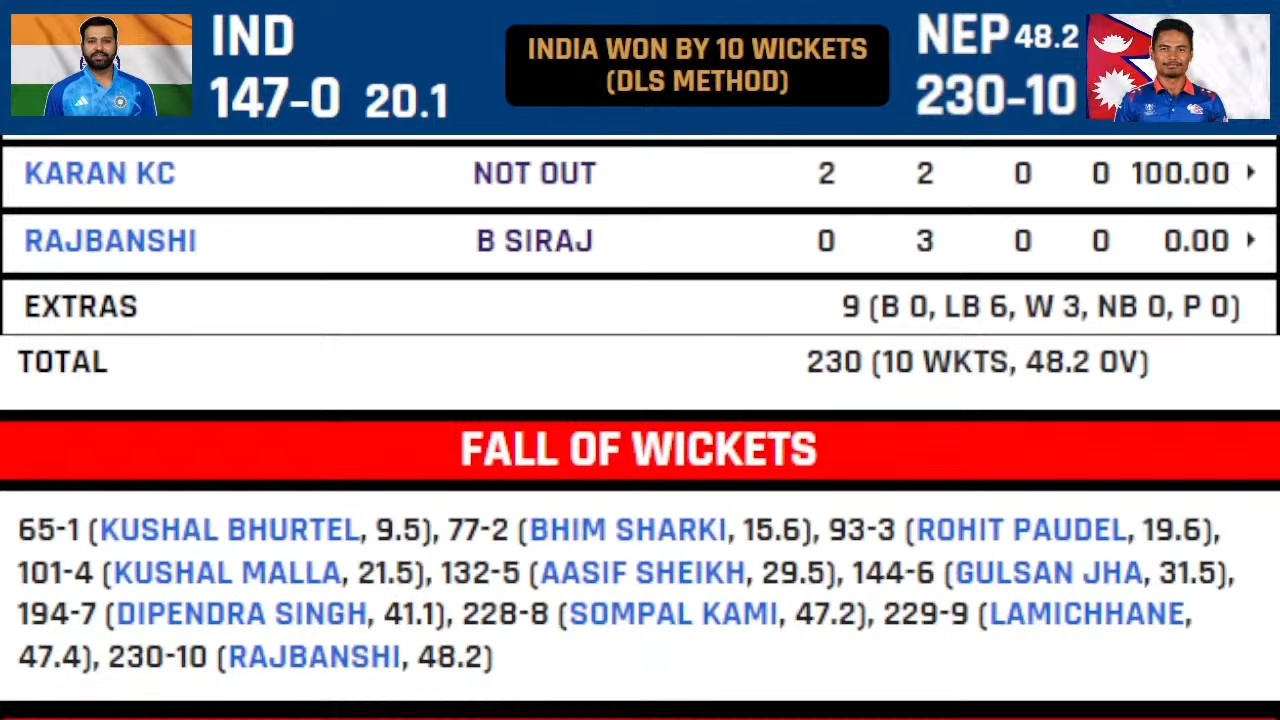 IND
147-0 20.1
INDIA WON BY 10 WICKETS
(DLS METHOD)
NEP 48.2
230-10
KARAN KC NOT OUT 2 2 0 0 100.00
RAJBANSHI B SIRAJ 0 3 0 0 0.00
EXTRAS 9 (B 0, LB 6, W 3, NB 0, P 0)
TOTAL 230 (10 WKTS, 48.2 OV)
FALL OF WICKETS
65-1 (KUSHAL BHURTEL, 9.5), 77-2 (BHIM SHARKI, 15.6), 93-3 (ROHIT PAUDEL, 19.6),
101-4 (KUSHAL MALLA, 21.5), 132-5 (AASIF SHEIKH, 29.5), 144-6 (GULSAN JHA, 31.5),
194-7 (DIPENDRA SINGH, 41.1), 228-8 (SOMPAL KAMI, 47.2), 229-9 (LAMICHHANE,
47.4), 230-10 (RAJBANSHI, 48.2)